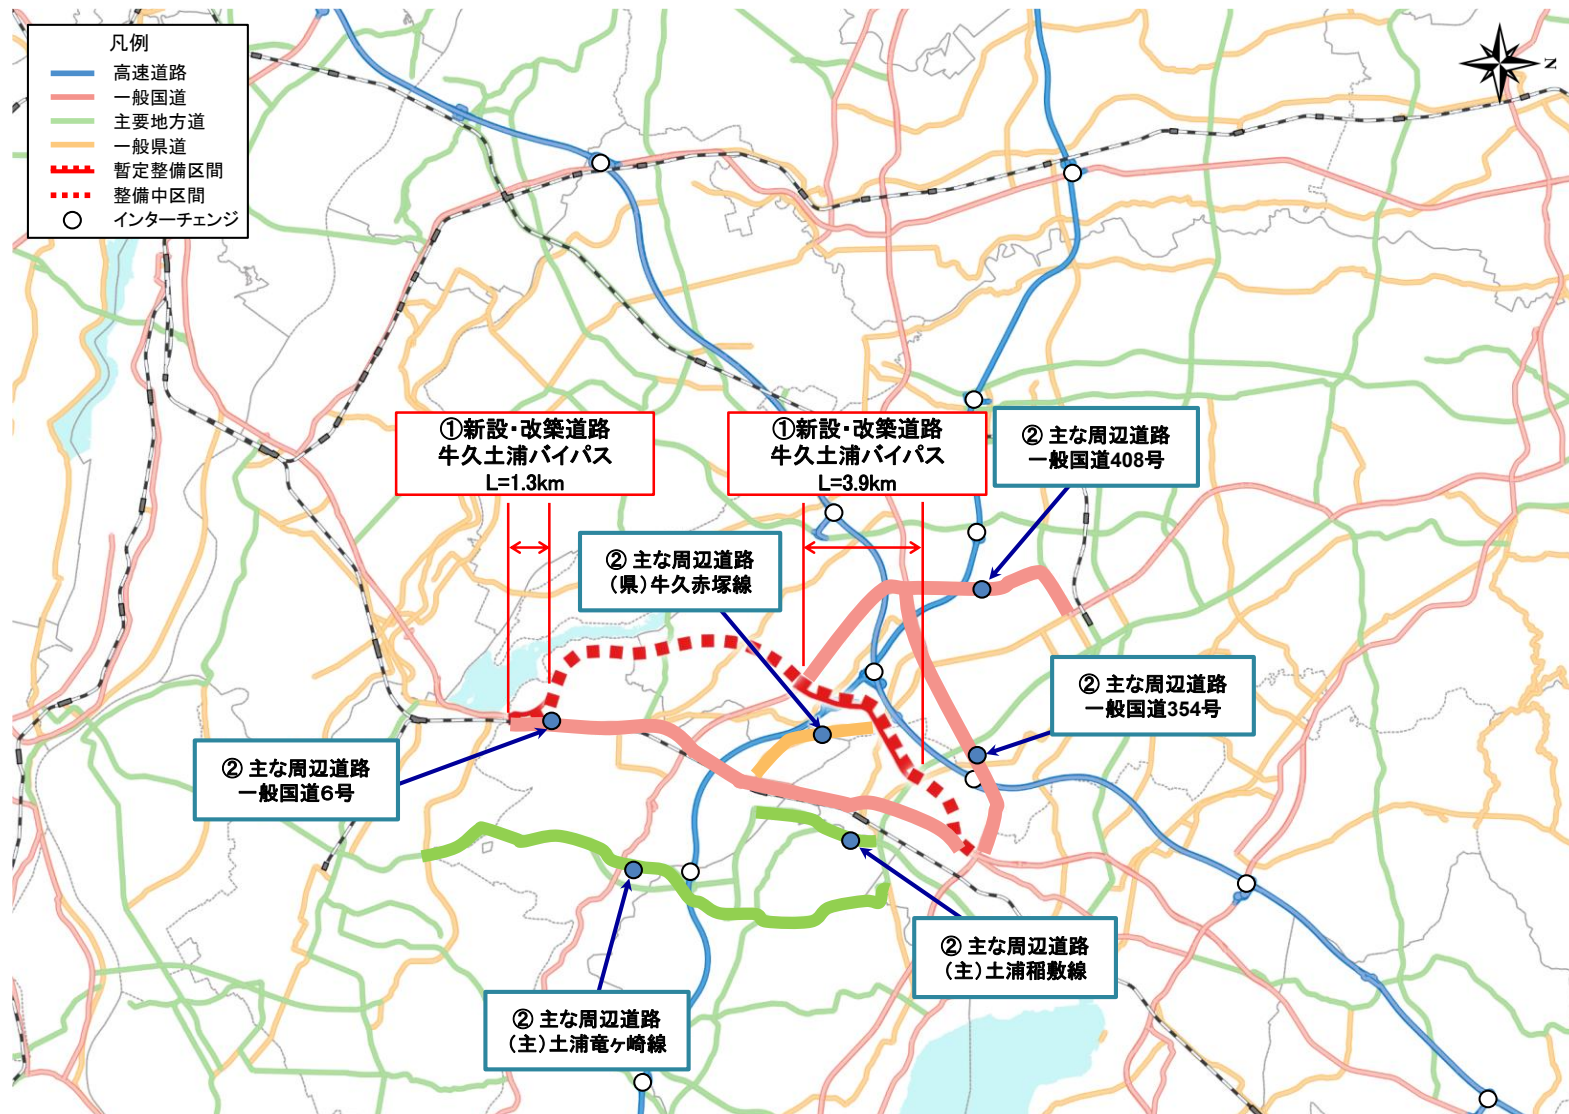 凡例
高速道路
一般国道
主要地方道
一般県道
暫定整備区間
整備中区間
インターチェンジ
N
①新設・改築道路
牛久土浦バイパス
L=1.3km
①新設・改築道路
牛久土浦バイパス
L=3.9km
② 主な周辺道路
一般国道408号
② 主な周辺道路
（県）牛久赤塚線
② 主な周辺道路
一般国道354号
② 主な周辺道路
一般国道６号
② 主な周辺道路
（主）土浦稲敷線
② 主な周辺道路
（主）土浦竜ヶ崎線